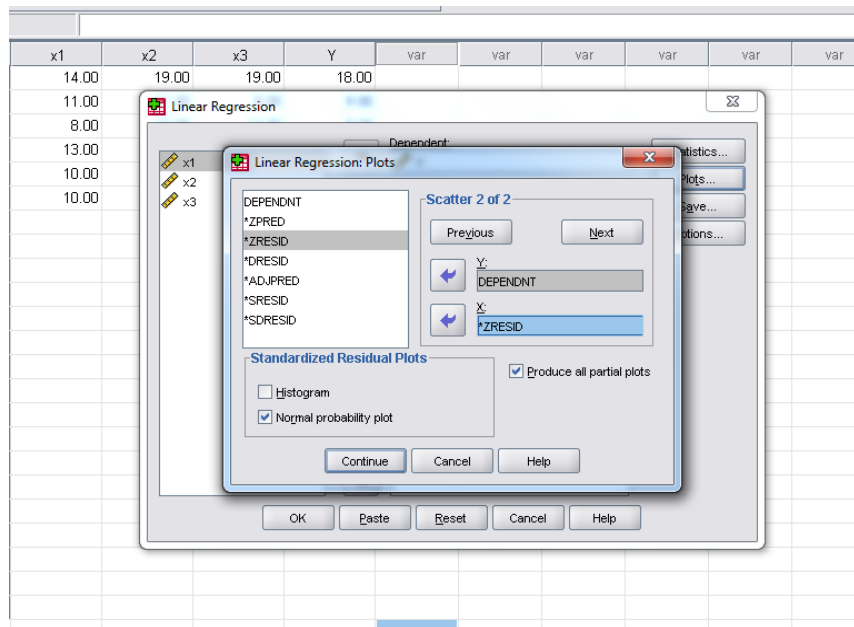 x1 x2 x3 Y var var var var var var
14.00 19.00 19.00 18.00
11.00
8.00
13.00
10.00
10.00
Linear Regression
Dependent:
x1
x2
x3
Plots...
Save...
OK Paste Reset Cancel Help
Linear Regression: Plots
DEPENDNT
*ZPRED
*ZRESID
*DRESID
*ADJPRED
*SRESID
*SDRESID
Scatter 2 of 2
Previous Next
Y:
DEPENDNT
X:
*ZRESID
Standardized Residual Plots
Histogram
Normal probability plot
Produce all partial plots
Continue Cancel Help